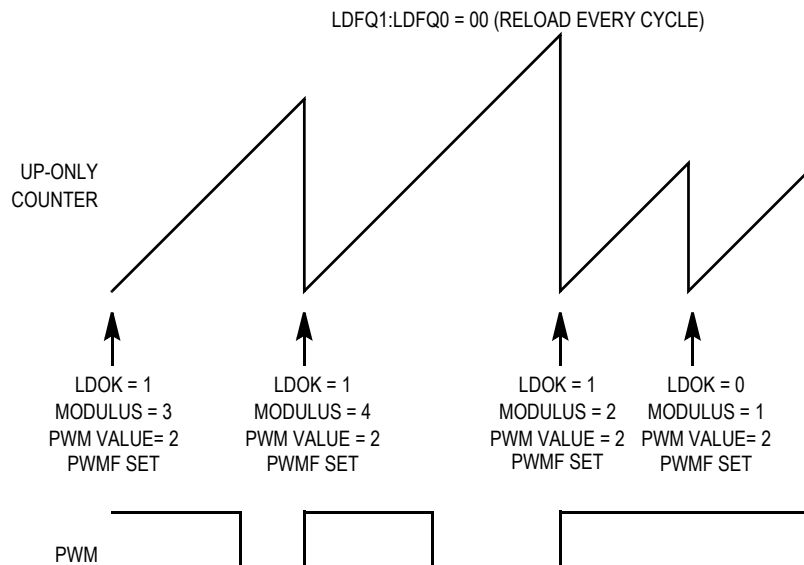 LDFQ1:LDFQ0 = 00 (RELOAD EVERY CYCLE)
UP-ONLY
COUNTER
LDOK = 1
MODULUS = 3
PWM VALUE= 2
PWMF SET
LDOK = 1
MODULUS = 4
PWM VALUE = 2
PWMF SET
LDOK = 1
MODULUS = 2
PWM VALUE = 2
PWMF SET
LDOK = 0
MODULUS = 1
PWM VALUE= 2
PWMF SET
PWM